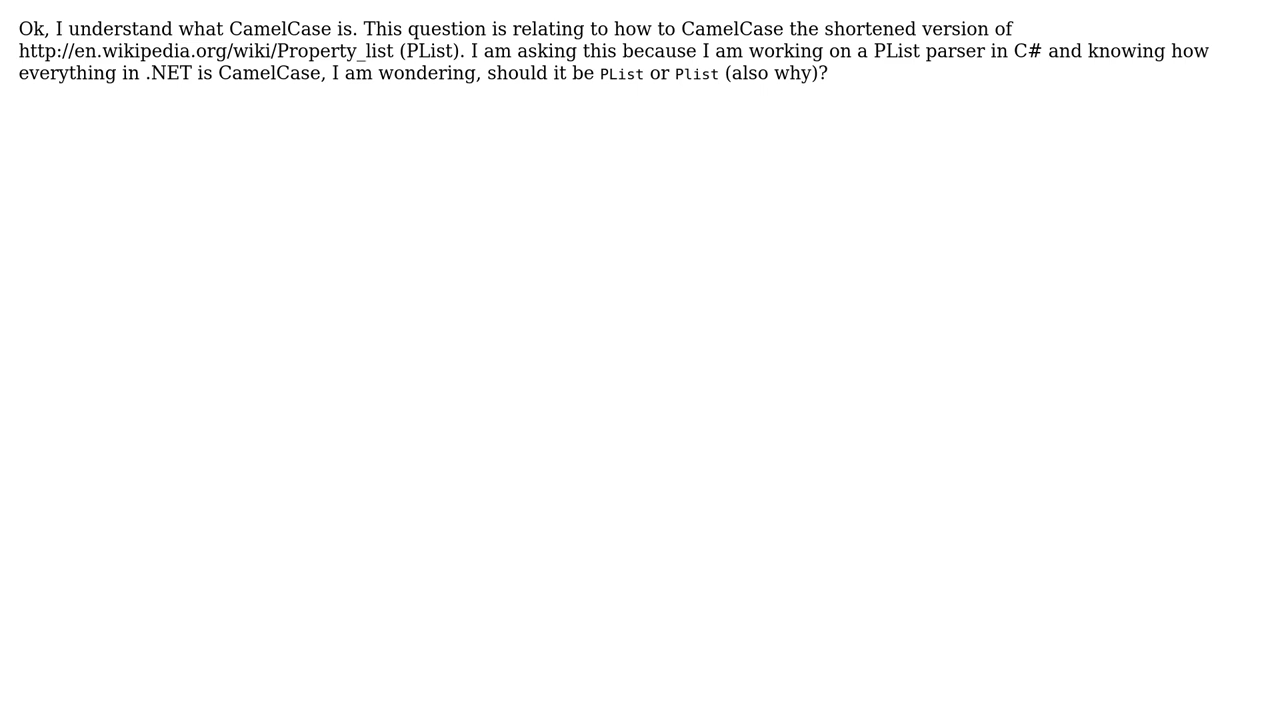 Ok, I understand what CamelCase is. This question is relating to how to CamelCase the shortened version of
http://en.wikipedia.org/wiki/Property_list (PList). I am asking this because I am working on a PList parser in C# and knowing how
everything in .NET is CamelCase, I am wondering, should it be PList or Plist (also why)?